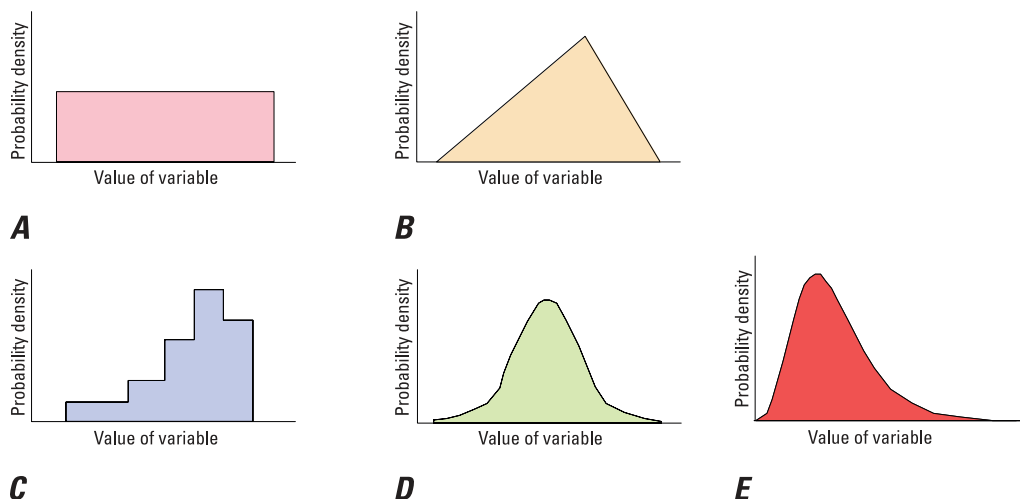 Probability density
Value of variable
A
Probability density
Value of variable
B
Probability density
Value of variable
C
Probability density
Value of variable
D
Probability density
Value of variable
E